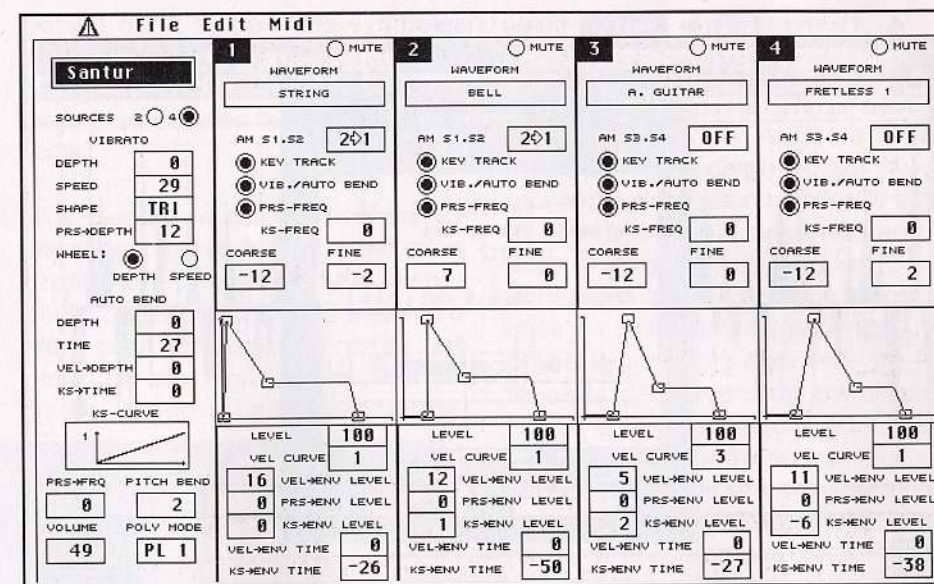 File Edit Midi
Santur
SOURCES 2 4
VIBRATO
DEPTH 0
SPEED 29
SHAPE TRI
PRS→DEPTH 12
WHEEL:
DEPTH SPEED
AUTO BEND
DEPTH 0
TIME 27
VEL→DEPTH 0
KS→TIME 0
KS-CURVE
1
PRS→FRQ PITCH BEND
0 2
VOLUME POLY MODE
49 PL 1
1 MUTE
WAVEFORM
STRING
AM S1.S2 2→1
KEY TRACK
VIB./AUTO BEND
PRS-FREQ
KS-FREQ 0
COARSE FINE
-12 -2
LEVEL 100
VEL CURVE 1
16 VEL→ENV LEVEL
0 PRS→ENV LEVEL
0 KS→ENV LEVEL
VEL→ENV TIME 0
KS→ENV TIME -26
2 MUTE
WAVEFORM
BELL
AM S1.S2 2→1
KEY TRACK
VIB./AUTO BEND
PRS-FREQ
KS-FREQ 0
COARSE FINE
7 0
LEVEL 100
VEL CURVE 1
12 VEL→ENV LEVEL
0 PRS→ENV LEVEL
1 KS→ENV LEVEL
VEL→ENV TIME 0
KS→ENV TIME -50
3 MUTE
WAVEFORM
A. GUITAR
AM S3.S4 OFF
KEY TRACK
VIB./AUTO BEND
PRS-FREQ
KS-FREQ 0
COARSE FINE
-12 0
LEVEL 100
VEL CURVE 3
5 VEL→ENV LEVEL
0 PRS→ENV LEVEL
2 KS→ENV LEVEL
VEL→ENV TIME 0
KS→ENV TIME -27
4 MUTE
WAVEFORM
FRETLESS 1
AM S3.S4 OFF
KEY TRACK
VIB./AUTO BEND
PRS-FREQ
KS-FREQ 0
COARSE FINE
-12 2
LEVEL 100
VEL CURVE 1
11 VEL→ENV LEVEL
0 PRS→ENV LEVEL
-6 KS→ENV LEVEL
VEL→ENV TIME 0
KS→ENV TIME -38